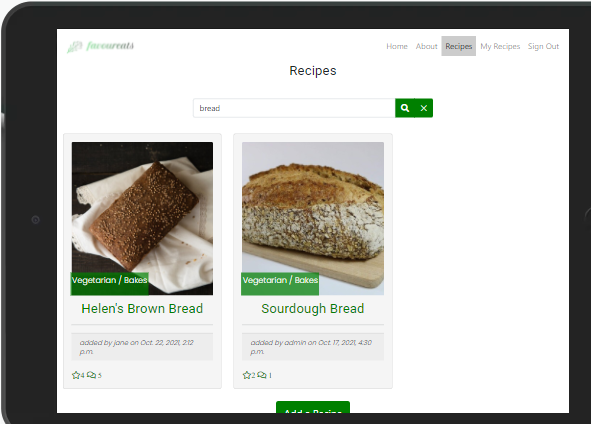 favoureats
Home About Recipes My Recipes Sign Out
Recipes
bread
Vegetarian / Bakes
Helen's Brown Bread
added by jane on Oct. 22, 2021, 2:12
p.m.
4 5
Vegetarian / Bakes
Sourdough Bread
added by admin on Oct. 17, 2021, 4:30
p.m.
2 1
Add a Recipe